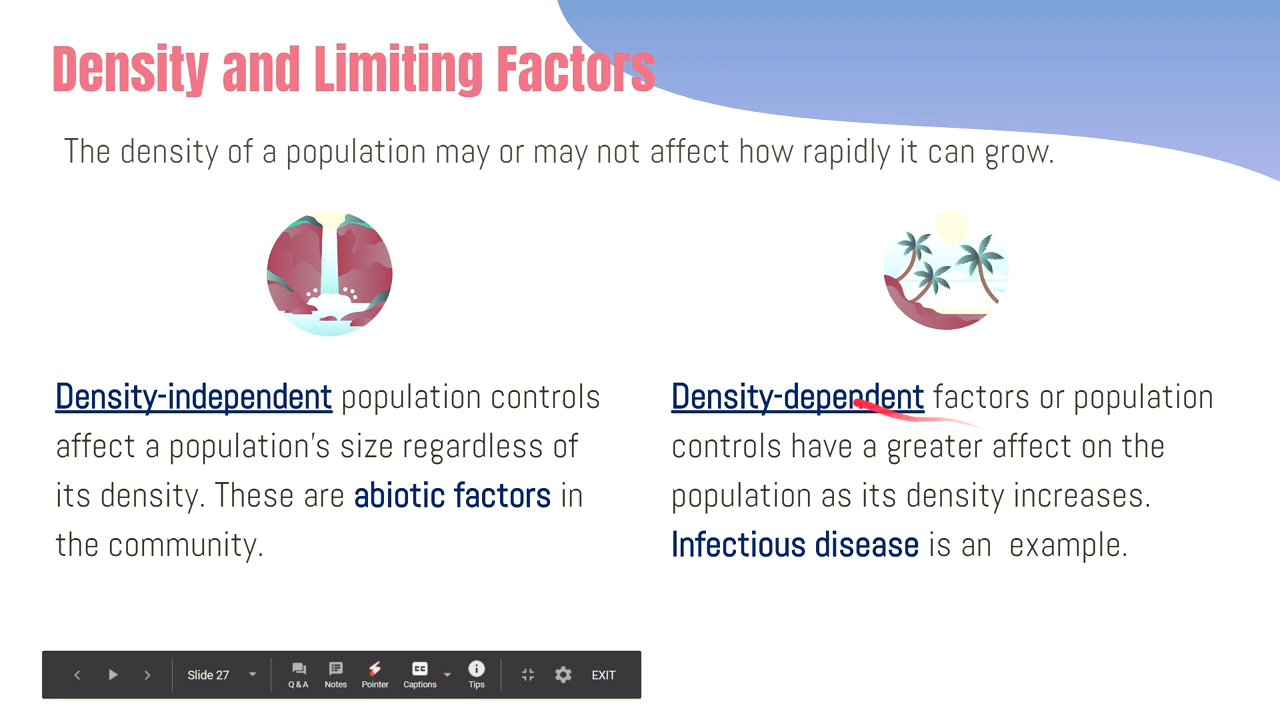 Density and Limiting Factors
The density of a population may or may not affect how rapidly it can grow.
Density-independent population controls
affect a population's size regardless of
its density. These are abiotic factors in
the community.
Density-dependent factors or population
controls have a greater affect on the
population as its density increases.
Infectious disease is an example.
Slide 27
Q & A
Notes
Pointer
CC
Captions
Tips
EXIT